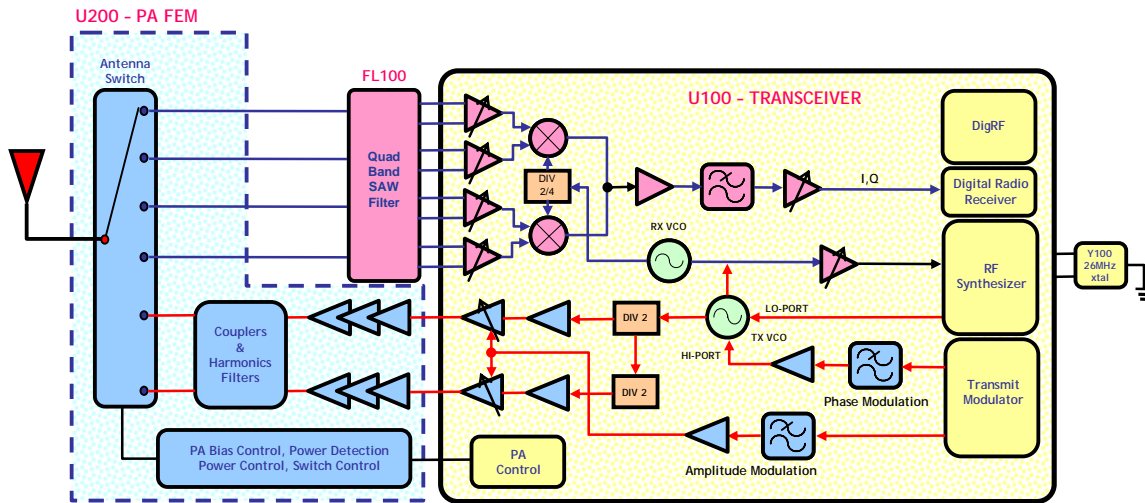 U200 - PA FEM
Antenna
Switch
FL100
Quad
Band
SAW
Filter
U100 - TRANSCEIVER
DigRF
DIV
2/4
I,Q
Digital Radio
Receiver
RX VCO
RF
Synthesizer
Y100
26MHz
xtal
LO-PORT
TX VCO
HI-PORT
DIV 2
DIV 2
Couplers
&
Harmonics
Filters
Phase Modulation
Transmit
Modulator
Amplitude Modulation
PA Bias Control, Power Detection
Power Control, Switch Control
PA
Control